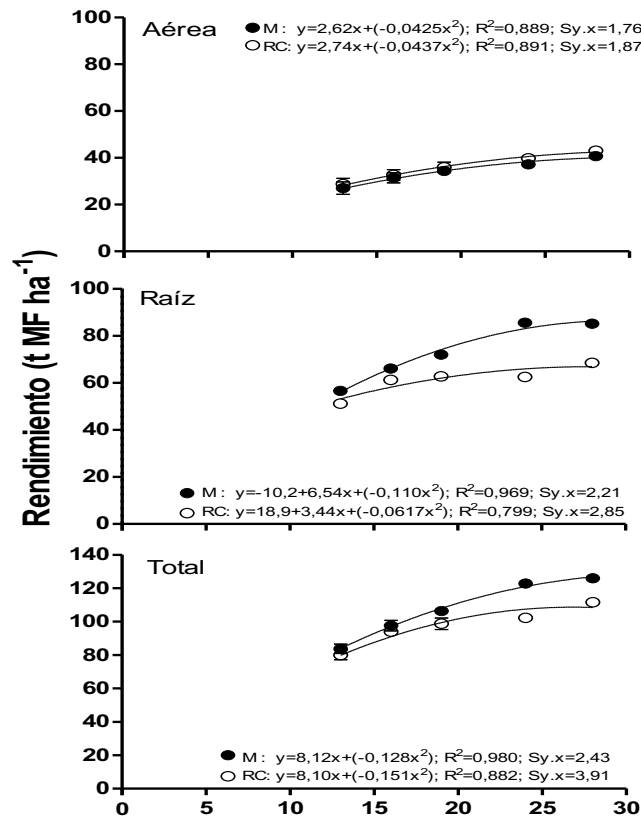 Rendimiento (t MF ha⁻¹)
Aérea
● M : y=2,62x+(-0,0425x²); R²=0,889; Sy.x=1,76
○ RC: y=2,74x+(-0,0437x²); R²=0,891; Sy.x=1,87
100
80
60
40
20
0
Raíz
100
80
60
40
20
0
● M : y=-10,2+6,54x+(-0,110x²); R²=0,969; Sy.x=2,21
○ RC: y=18,9+3,44x+(-0,0617x²); R²=0,799; Sy.x=2,85
Total
140
120
100
80
60
40
20
0
● M : y=8,12x+(-0,128x²); R²=0,980; Sy.x=2,43
○ RC: y=8,10x+(-0,151x²); R²=0,882; Sy.x=3,91
0 5 10 15 20 25 30